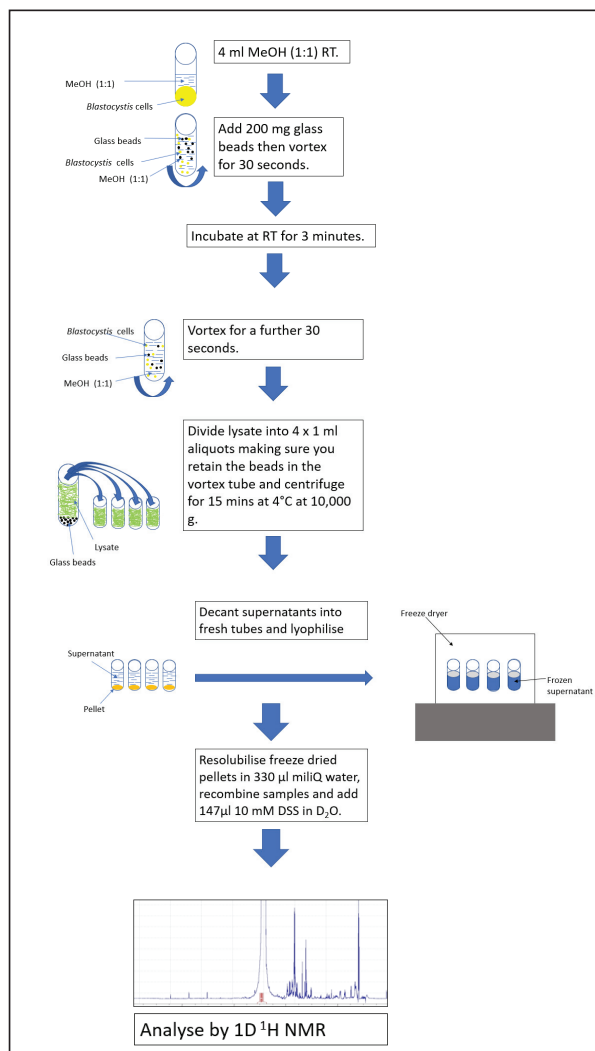 4 ml MeOH (1:1) RT.
MeOH (1:1)
Blastocystis cells
Glass beads
Blastocystis cells
MeOH (1:1)
Add 200 mg glass
beads then vortex
for 30 seconds.
Incubate at RT for 3 minutes.
Blastocystis cells
Glass beads
MeOH (1:1)
Vortex for a further 30
seconds.
Divide lysate into 4 x 1 ml
aliquots making sure you
retain the beads in the
vortex tube and centrifuge
for 15 mins at 4°C at 10,000
g.
Lysate
Glass beads
Decant supernatants into
fresh tubes and lyophilise
Supernatant
Pellet
Freeze dryer
Frozen
supernatant
Resolubilise freeze dried
pellets in 330 µl miliQ water,
recombine samples and add
147µl 10 mM DSS in D₂O.
Analyse by 1D ¹H NMR